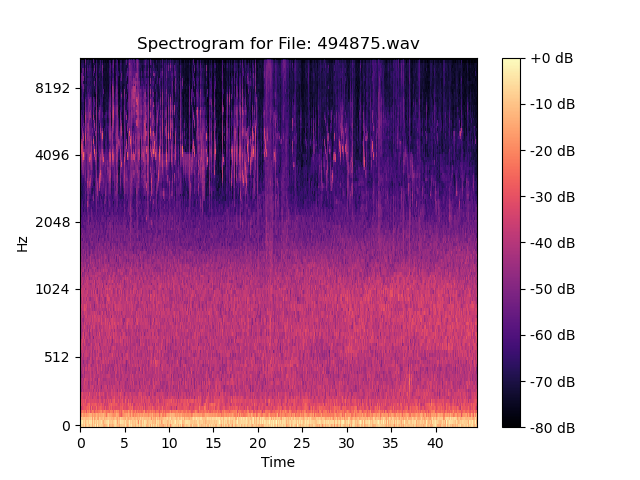 Spectrogram for File: 494875.wav
8192
4096
2048
1024
512
0
Hz
0 5 10 15 20 25 30 35 40
Time
+0 dB
-10 dB
-20 dB
-30 dB
-40 dB
-50 dB
-60 dB
-70 dB
-80 dB